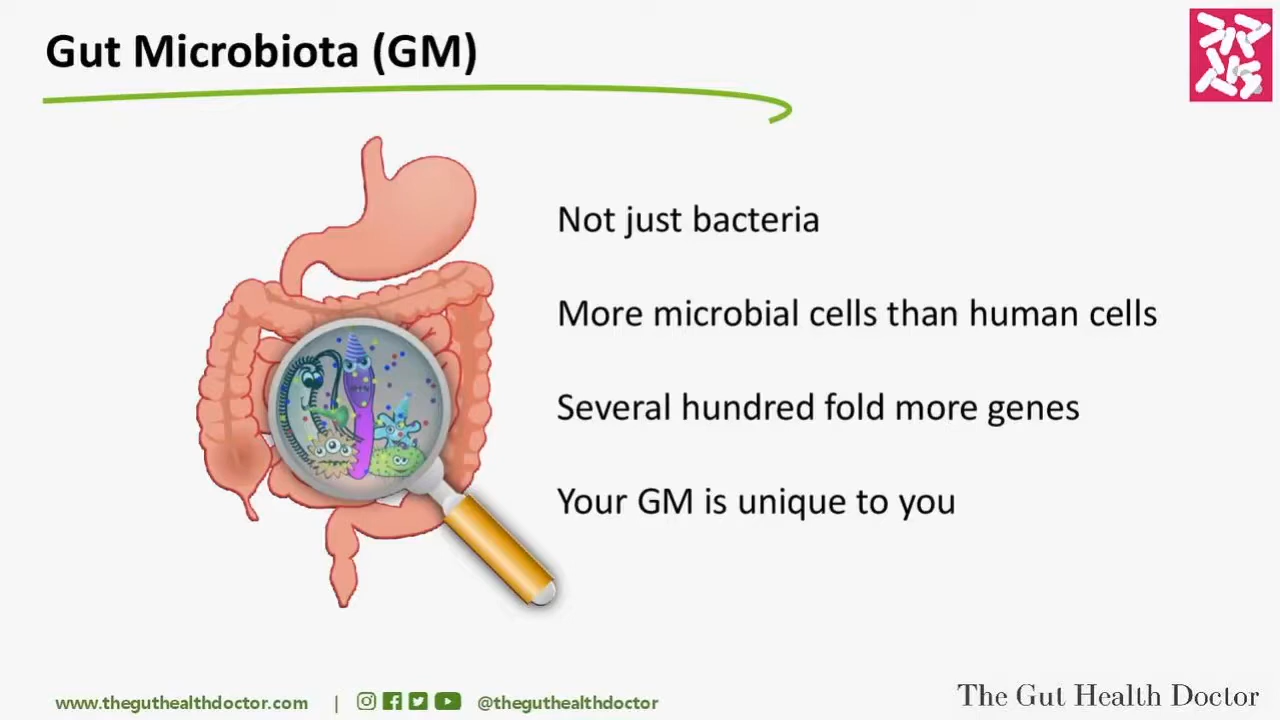 Gut Microbiota (GM)
Not just bacteria
More microbial cells than human cells
Several hundred fold more genes
Your GM is unique to you
www.theguthealthdoctor.com | @theguthealthdoctor
The Gut Health Doctor